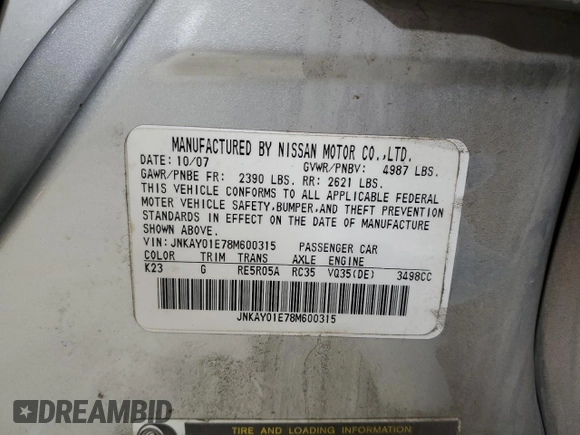 MANUFACTURED BY NISSAN MOTOR CO.,LTD.
DATE: 10/07 GVWR/PNBV: 4987 LBS.
GAWR/PNBE FR: 2390 LBS. RR: 2621 LBS.
THIS VEHICLE CONFORMS TO ALL APPLICABLE FEDERAL
MOTER VEHICLE SAFETY,BUMPER,AND THEFT PREVENTION
STANDARDS IN EFFECT ON THE DATE OF MANUFACTURE
SHOWN ABOVE.
VIN: JNKAY01E78M600315 PASSENGER CAR
COLOR TRIM TRANS AXLE ENGINE
K23 G RE5R05A RC35 VQ35(DE) 3498CC
JNKAY01E78M600315
TIRE AND LOADING INFORMATION
DREAMBID